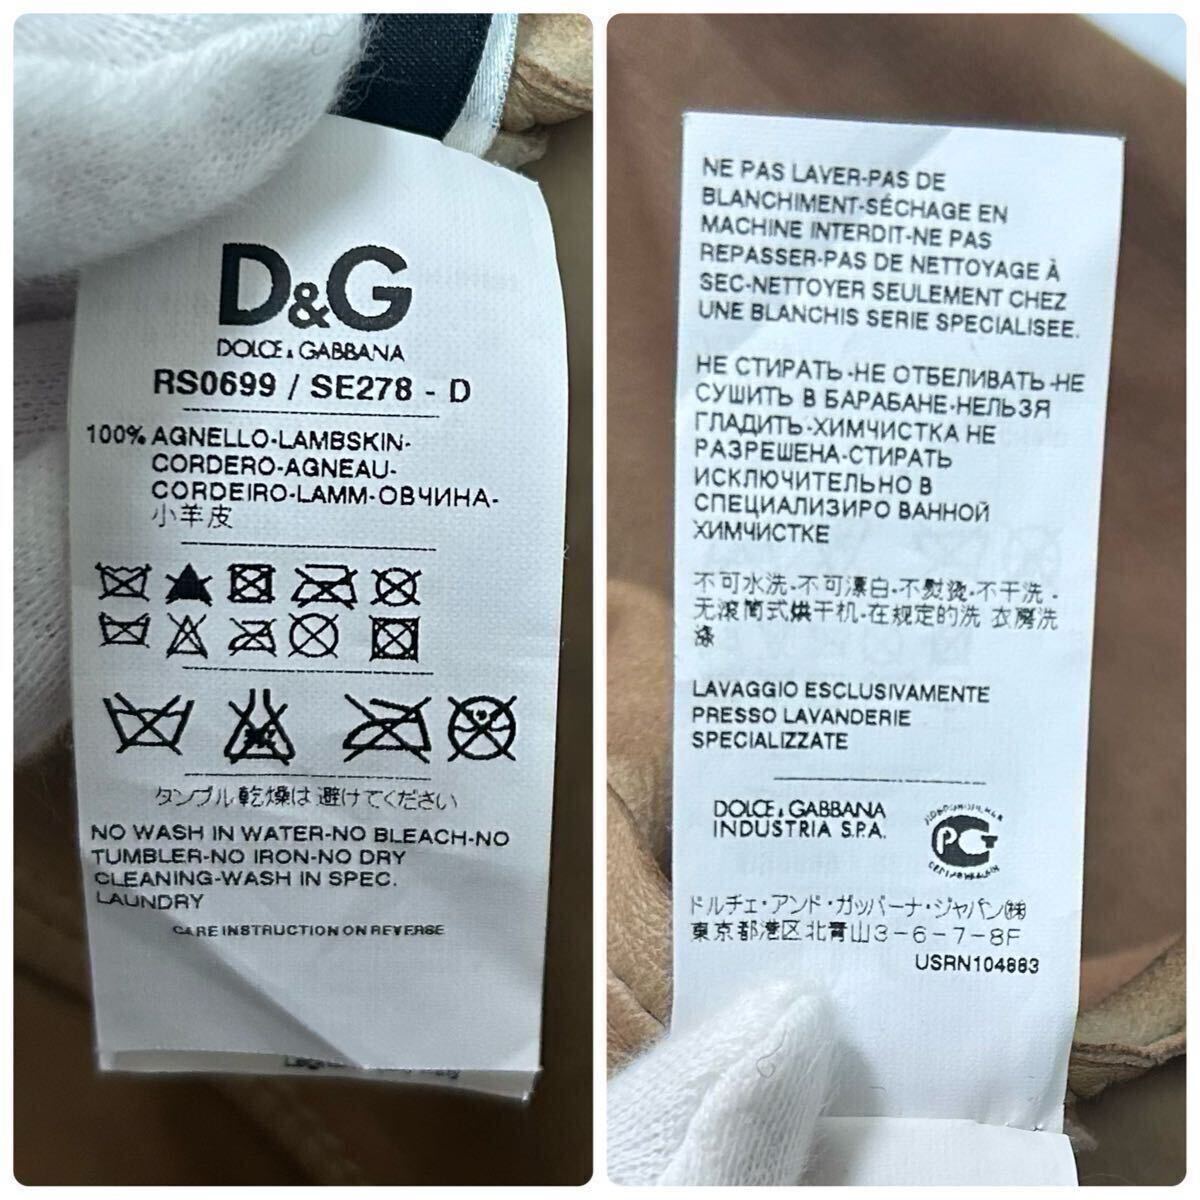 D&G
DOLCE & GABBANA
RS0699 / SE278 - D
100% AGNELLO-LAMBSKIN-
CORDERO-AGNEAU-
CORDEIRO-LAMM-ОВЧИНА-
小羊皮
タンブル乾燥は避けてください
NO WASH IN WATER-NO BLEACH-NO
TUMBLER-NO IRON-NO DRY
CLEANING-WASH IN SPEC.
LAUNDRY
CARE INSTRUCTION ON REVERSE
NE PAS LAVER-PAS DE
BLANCHIMENT-SÉCHAGE EN
MACHINE INTERDIT-NE PAS
REPASSER-PAS DE NETTOYAGE À
SEC-NETTOYER SEULEMENT CHEZ
UNE BLANCHIS SERIE SPECIALISEE.
НЕ СТИРАТЬ-НЕ ОТБЕЛИВАТЬ-НЕ
СУШИТЬ В БАРАБАНЕ-НЕЛЬЗЯ
ГЛАДИТЬ-ХИМЧИСТКА НЕ
РАЗРЕШЕНА-СТИРАТЬ
ИСКЛЮЧИТЕЛЬНО В
СПЕЦИАЛИЗИРО ВАННОЙ
ХИМЧИСТКЕ
不可水洗-不可漂白-不熨烫-不干洗-
无滚筒式烘干机-在规定的洗 衣房洗
涤
LAVAGGIO ESCLUSIVAMENTE
PRESSO LAVANDERIE
SPECIALIZZATE
DOLCE & GABBANA
INDUSTRIA S.P.A.
ドルチェ・アンド・ガッバーナ・ジャパン㈱
東京都港区北青山3-6-7-8F
USRN104883